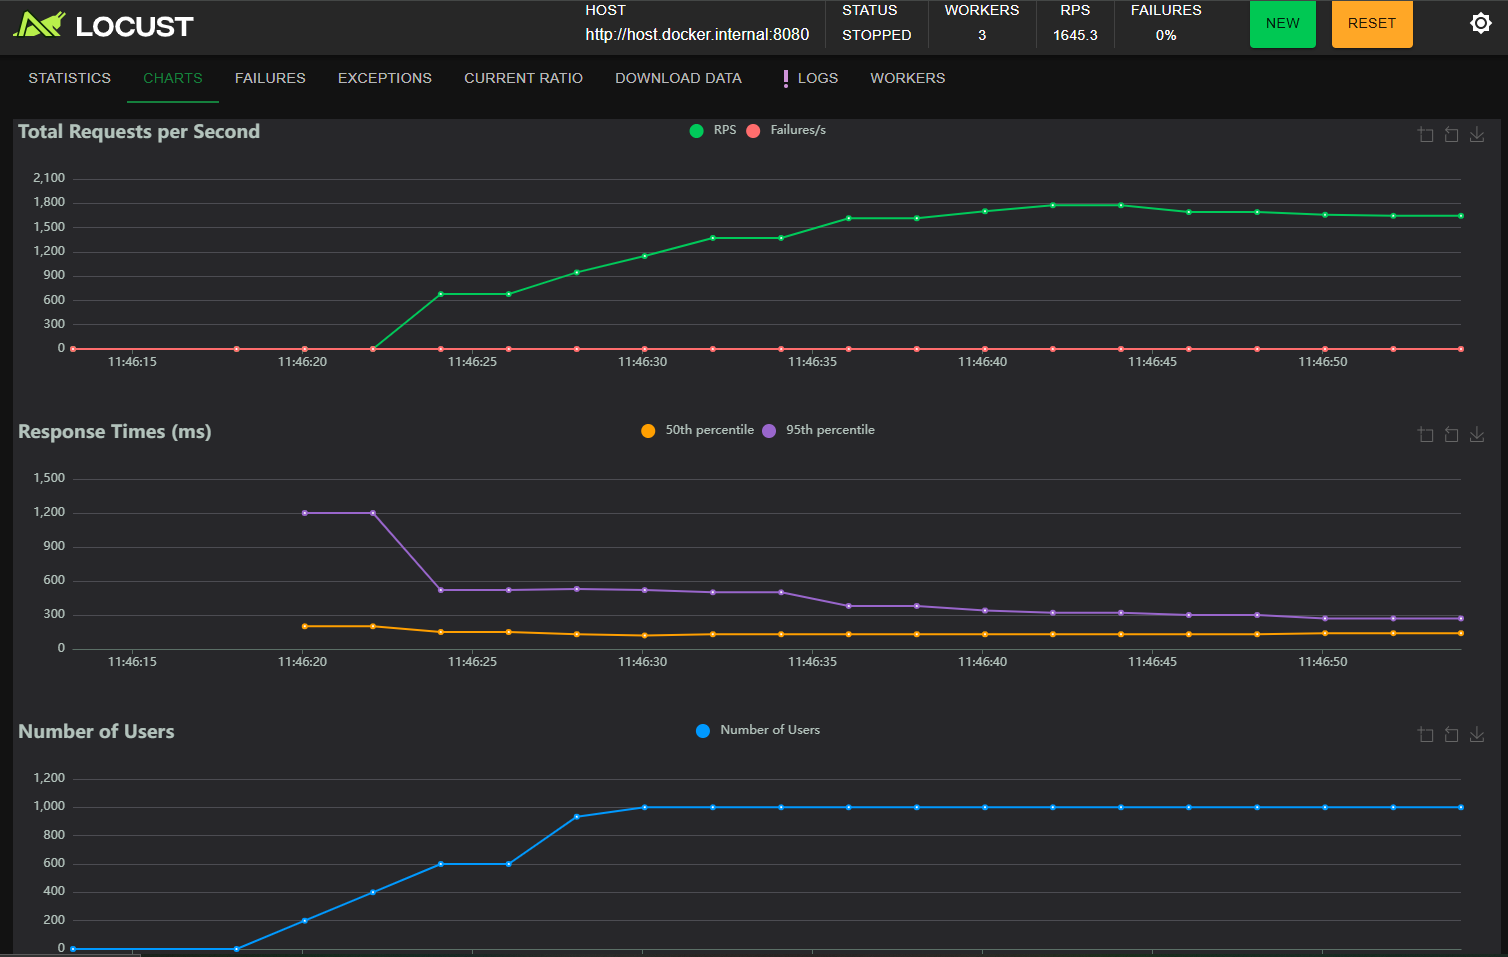 LOCUST
HOST
http://host.docker.internal:8080
STATUS
STOPPED
WORKERS
3
RPS
1645.3
FAILURES
0%
NEW
RESET
STATISTICS CHARTS FAILURES EXCEPTIONS CURRENT RATIO DOWNLOAD DATA ! LOGS WORKERS
Total Requests per Second
RPS Failures/s
2,100
1,800
1,500
1,200
900
600
300
0
11:46:15 11:46:20 11:46:25 11:46:30 11:46:35 11:46:40 11:46:45 11:46:50
Response Times (ms)
50th percentile 95th percentile
1,500
1,200
900
600
300
0
11:46:15 11:46:20 11:46:25 11:46:30 11:46:35 11:46:40 11:46:45 11:46:50
Number of Users
Number of Users
1,200
1,000
800
600
400
200
0